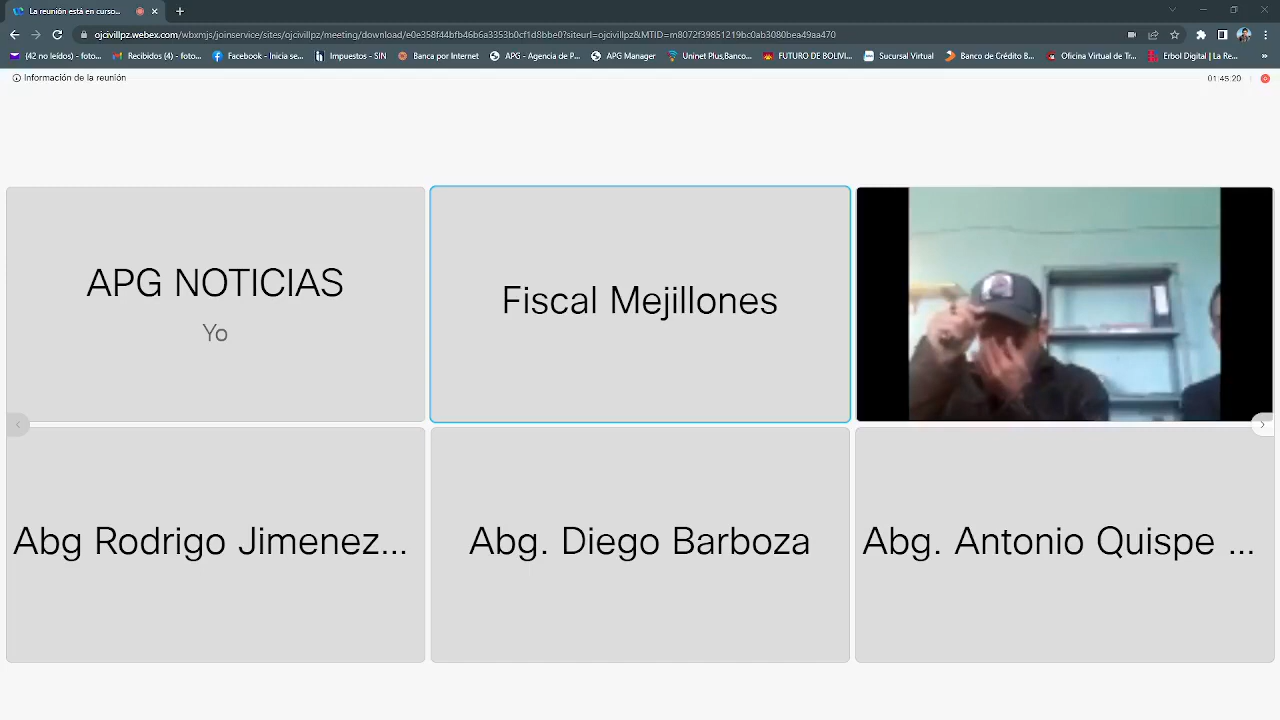 La reunión está en curso...
ojcivillpz.webex.com/wbxmjs/joinservice/sites/ojcivillpz/meeting/download/e0e358f44bfb46b6a3353b0cf1d9bbe0?siteurl=ojcivillpz&MTID=m8072f39851219bc0ab3080bea49aa470
(42 no leído) - foto...
Recibidos (4) - foto...
Facebook - Inicia se...
Impuestos - SIN
Banca por Internet
APG - Agencia de P...
APG Manager
Uninet Plus,Banco...
FUTURO DE BOLIVI...
Sucursal Virtual
Banco de Crédito B...
Oficina Virtual de Tr...
Erbol Digital | La Re...
Información de la reunión
01:45:20
APG NOTICIAS
Yo
Fiscal Mejillones
Abg Rodrigo Jimenez...
Abg. Diego Barboza
Abg. Antonio Quispe ...